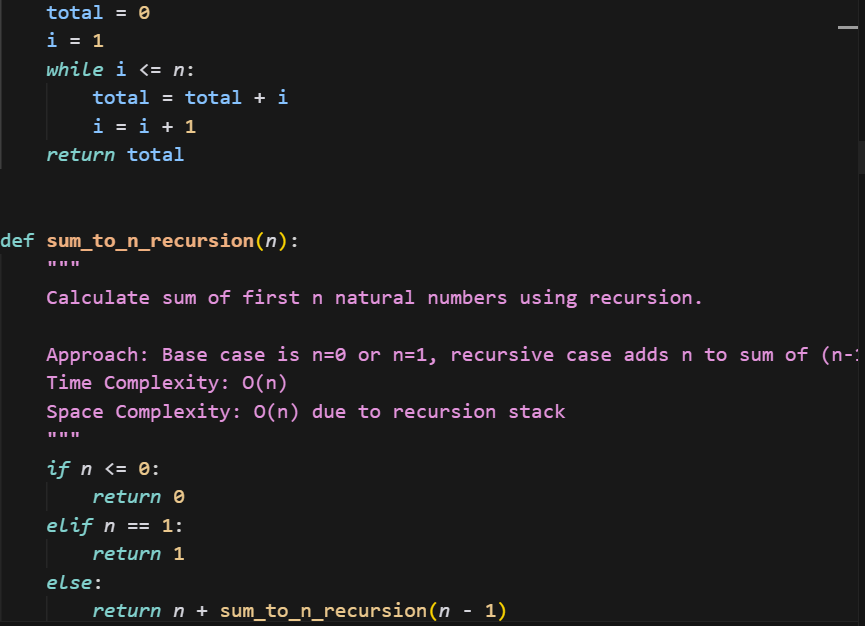 total = 0
    i = 1
    while i <= n:
        total = total + i
        i = i + 1
    return total
def sum_to_n_recursion(n):
    """
    Calculate sum of first n natural numbers using recursion.
    Approach: Base case is n=0 or n=1, recursive case adds n to sum of (n-
    Time Complexity: O(n)
    Space Complexity: O(n) due to recursion stack
    """
    if n <= 0:
        return 0
    elif n == 1:
        return 1
    else:
        return n + sum_to_n_recursion(n - 1)